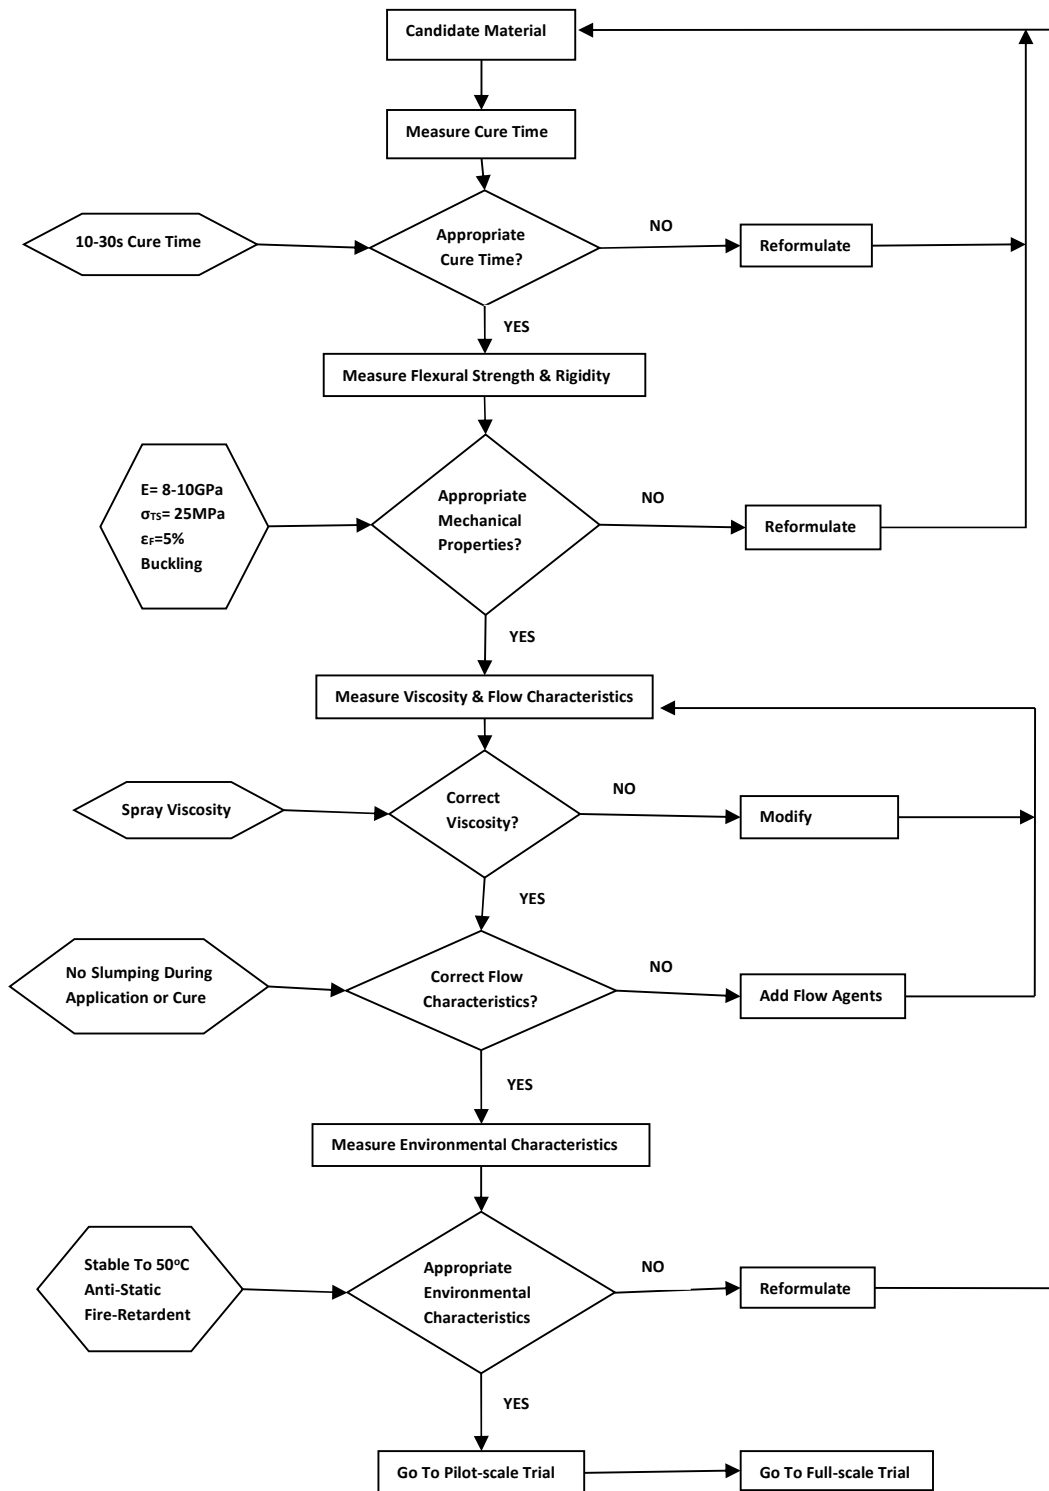 Candidate Material
Measure Cure Time
10-30s Cure Time
Appropriate
Cure Time?
NO
Reformulate
YES
Measure Flexural Strength & Rigidity
E= 8-10GPa
σTS= 25MPa
εF=5%
Buckling
Appropriate
Mechanical
Properties?
NO
Reformulate
YES
Measure Viscosity & Flow Characteristics
Spray Viscosity
Correct
Viscosity?
NO
Modify
YES
No Slumping During
Application or Cure
Correct Flow
Characteristics?
NO
Add Flow Agents
YES
Measure Environmental Characteristics
Stable To 50°C
Anti-Static
Fire-Retardent
Appropriate
Environmental
Characteristics
NO
Reformulate
YES
Go To Pilot-scale Trial
Go To Full-scale Trial